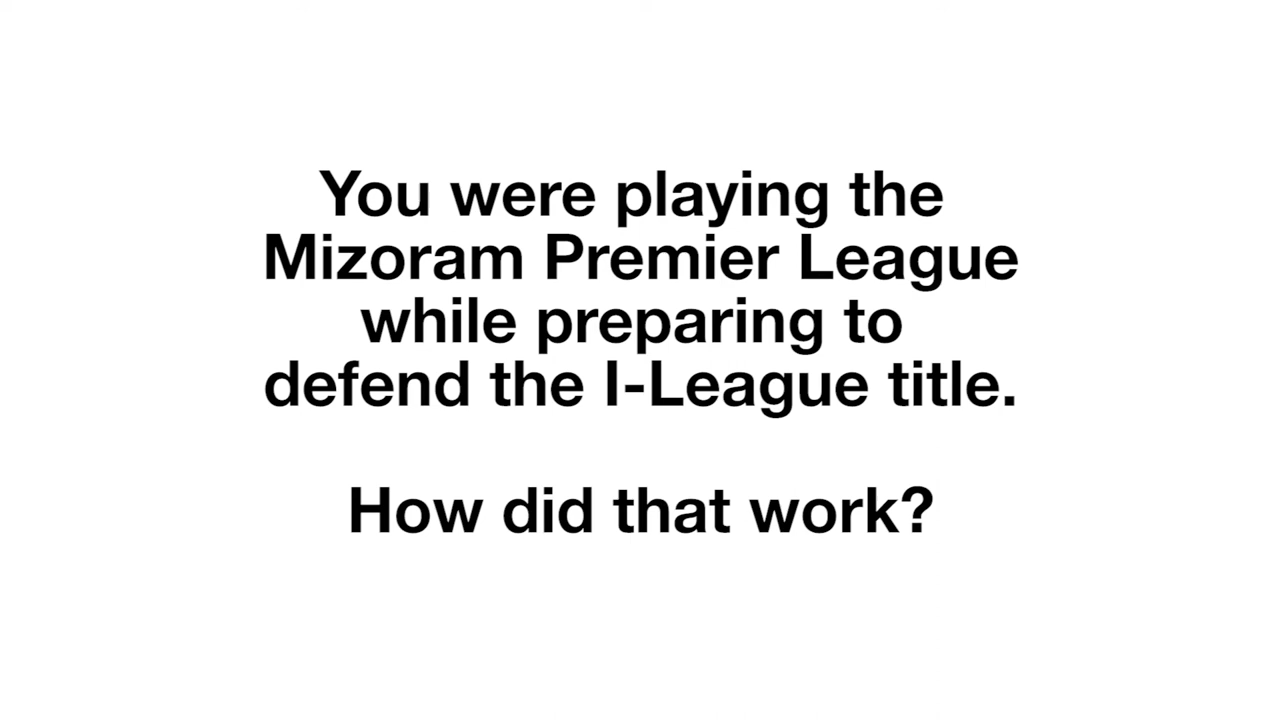 You were playing the
Mizoram Premier League
while preparing to
defend the I-League title.
How did that work?